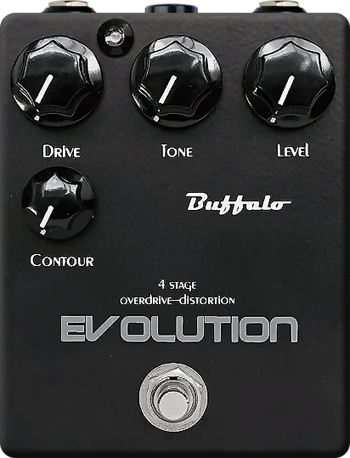 Drive Tone Level
Contour
Buffalo
4 stage
overdrive–distortion
EVOLUTION